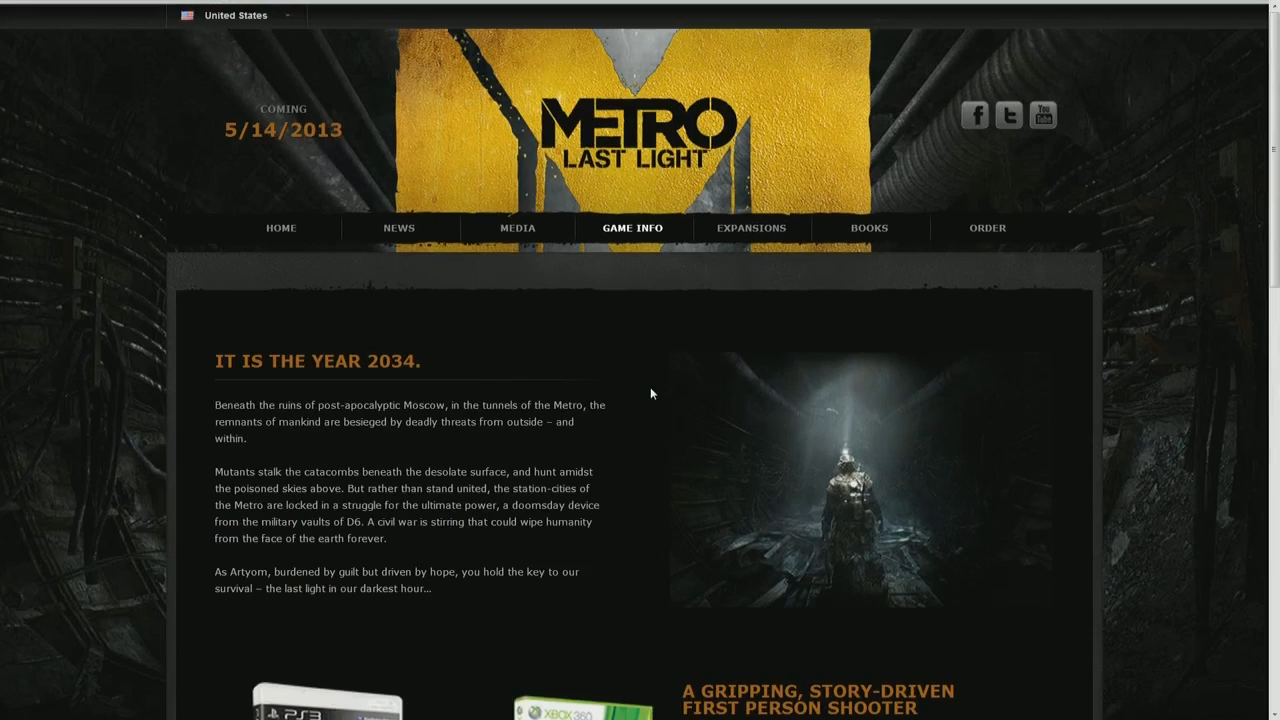 United States
COMING
5/14/2013
METRO
LAST LIGHT
f t You Tube
HOME NEWS MEDIA GAME INFO EXPANSIONS BOOKS ORDER
IT IS THE YEAR 2034.
Beneath the ruins of post-apocalyptic Moscow, in the tunnels of the Metro, the
remnants of mankind are besieged by deadly threats from outside – and
within.
Mutants stalk the catacombs beneath the desolate surface, and hunt amidst
the poisoned skies above. But rather than stand united, the station-cities of
the Metro are locked in a struggle for the ultimate power, a doomsday device
from the military vaults of D6. A civil war is stirring that could wipe humanity
from the face of the earth forever.
As Artyom, burdened by guilt but driven by hope, you hold the key to our
survival – the last light in our darkest hour...
PS3
XBOX 360
A GRIPPING, STORY-DRIVEN
FIRST PERSON SHOOTER